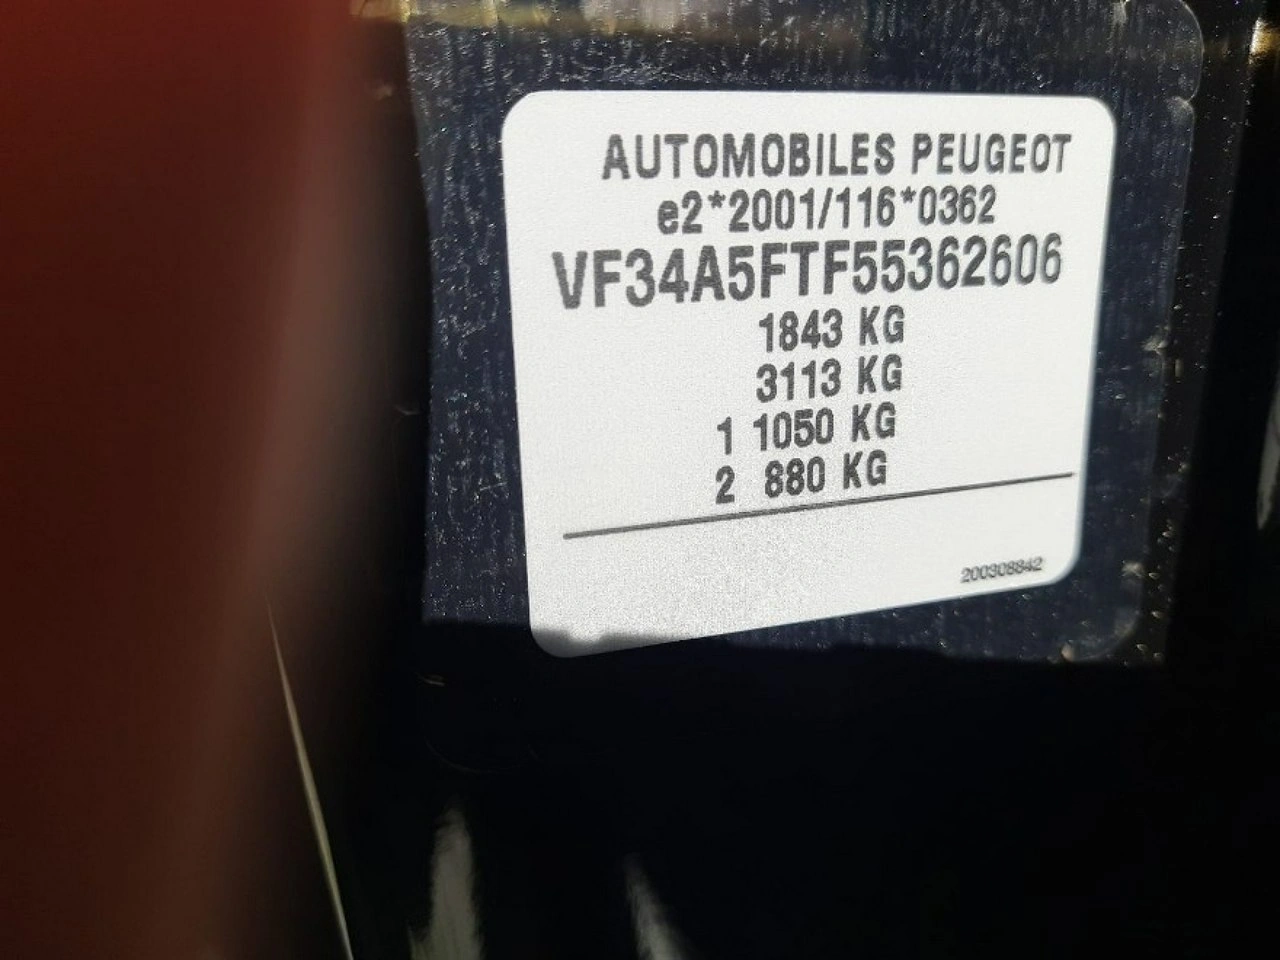 AUTOMOBILES PEUGEOT
e2*2001/116*0362
VF34A5FTF55362606
1843 KG
3113 KG
1 1050 KG
2 880 KG
200308842